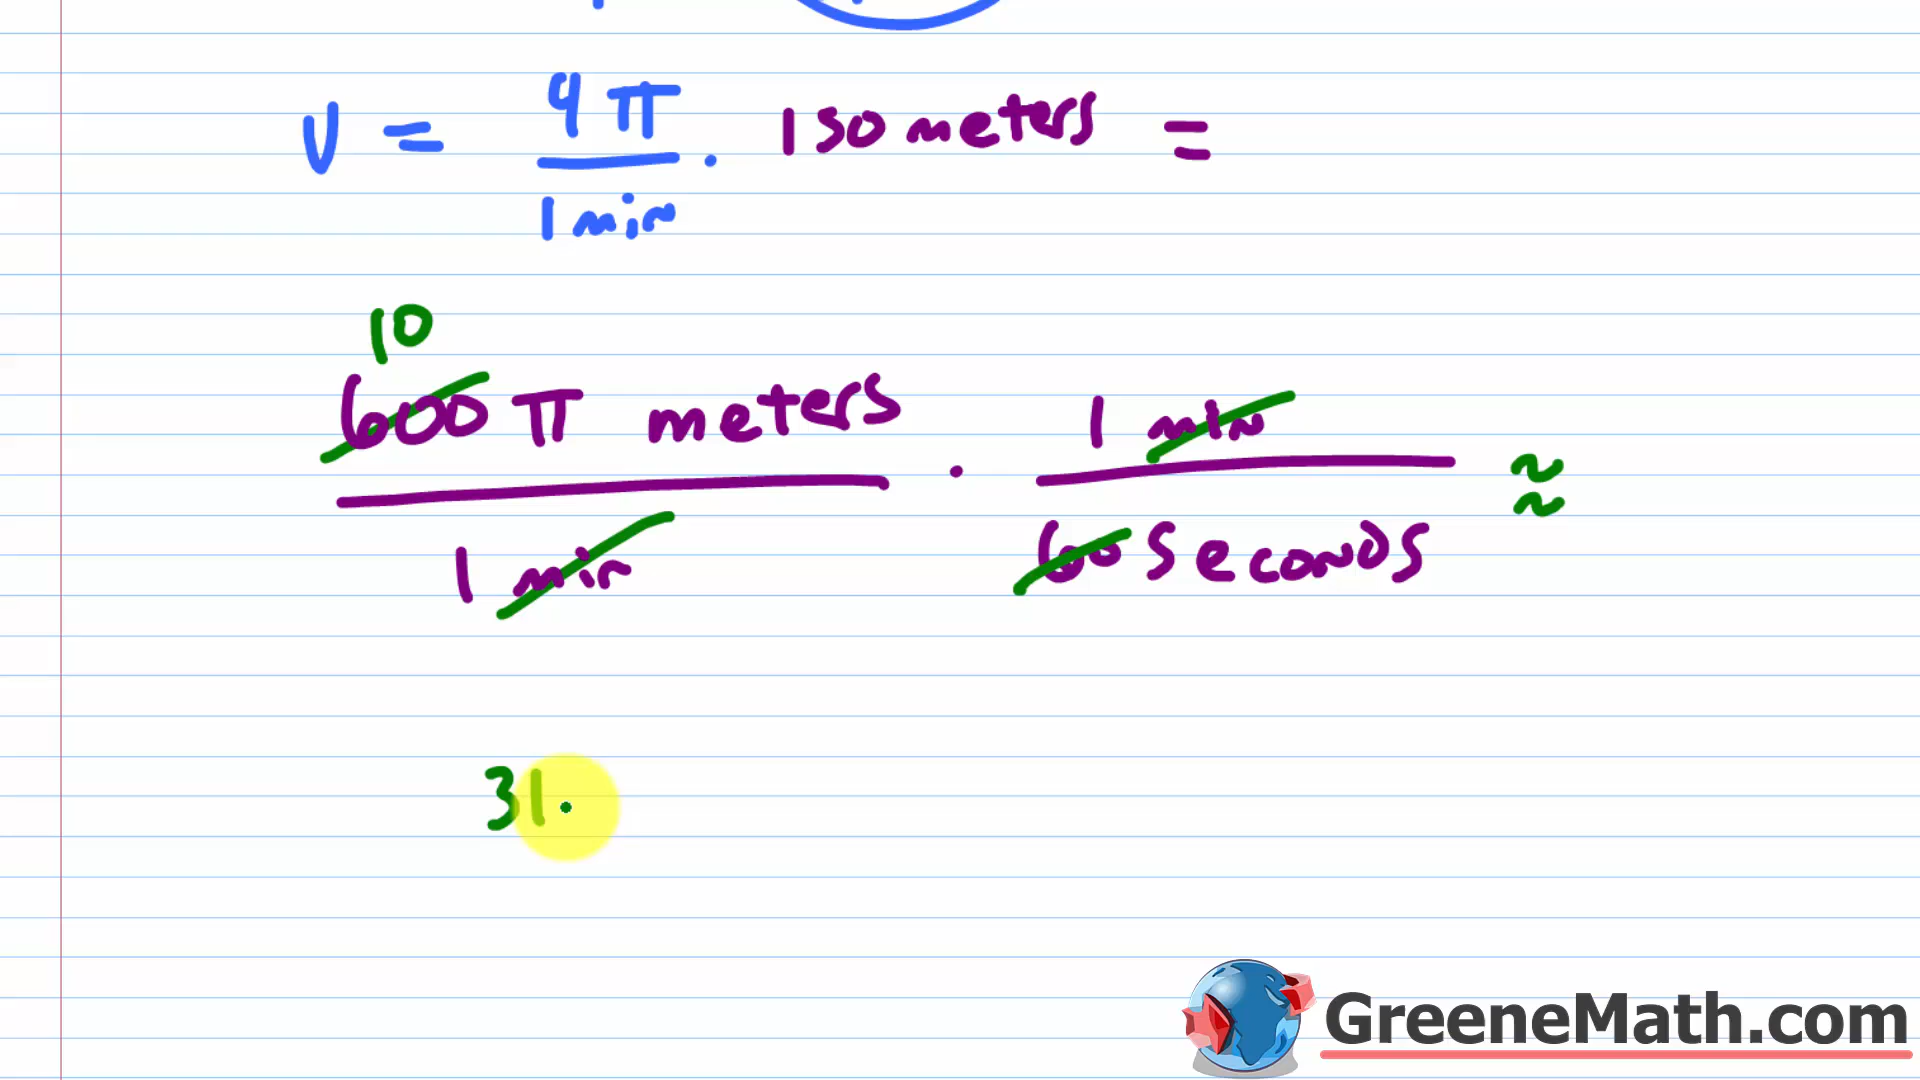 V = 4π/1 min · 150 meters =
10
600π meters/1 min · 1 min/60 seconds ≈
31.
GreeneMath.com